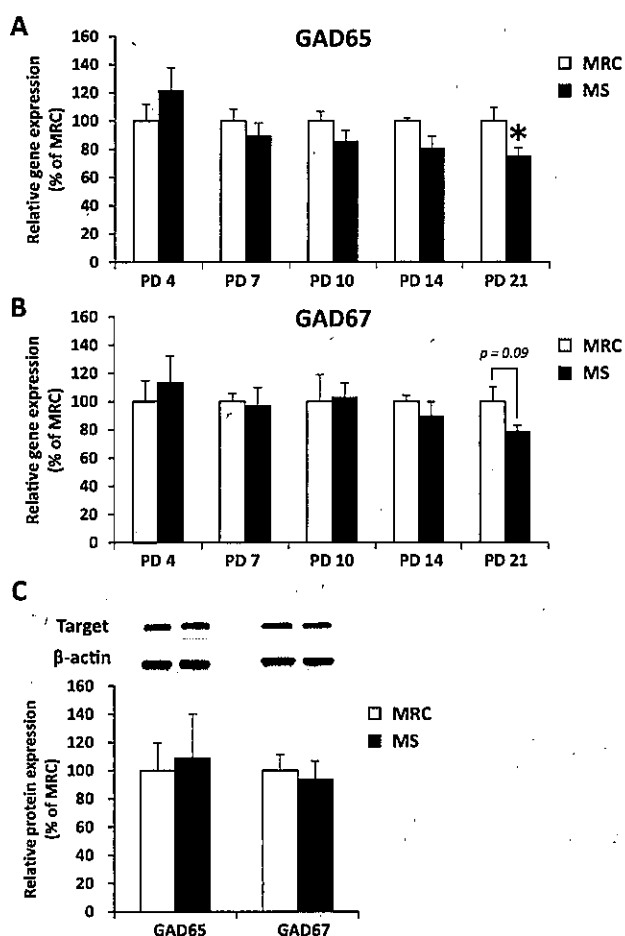 A
GAD65
Relative gene expression
(% of MRC)
160
140
120
100
80
60
40
20
0
*
MRC
MS
PD 4 PD 7 PD 10 PD 14 PD 21
B
GAD67
Relative gene expression
(% of MRC)
160
140
120
100
80
60
40
20
0
p = 0.09
MRC
MS
PD 4 PD 7 PD 10 PD 14 PD 21
C
Target
β-actin
Relative protein expression
(% of MRC)
160
140
120
100
80
60
40
20
0
MRC
MS
GAD65 GAD67